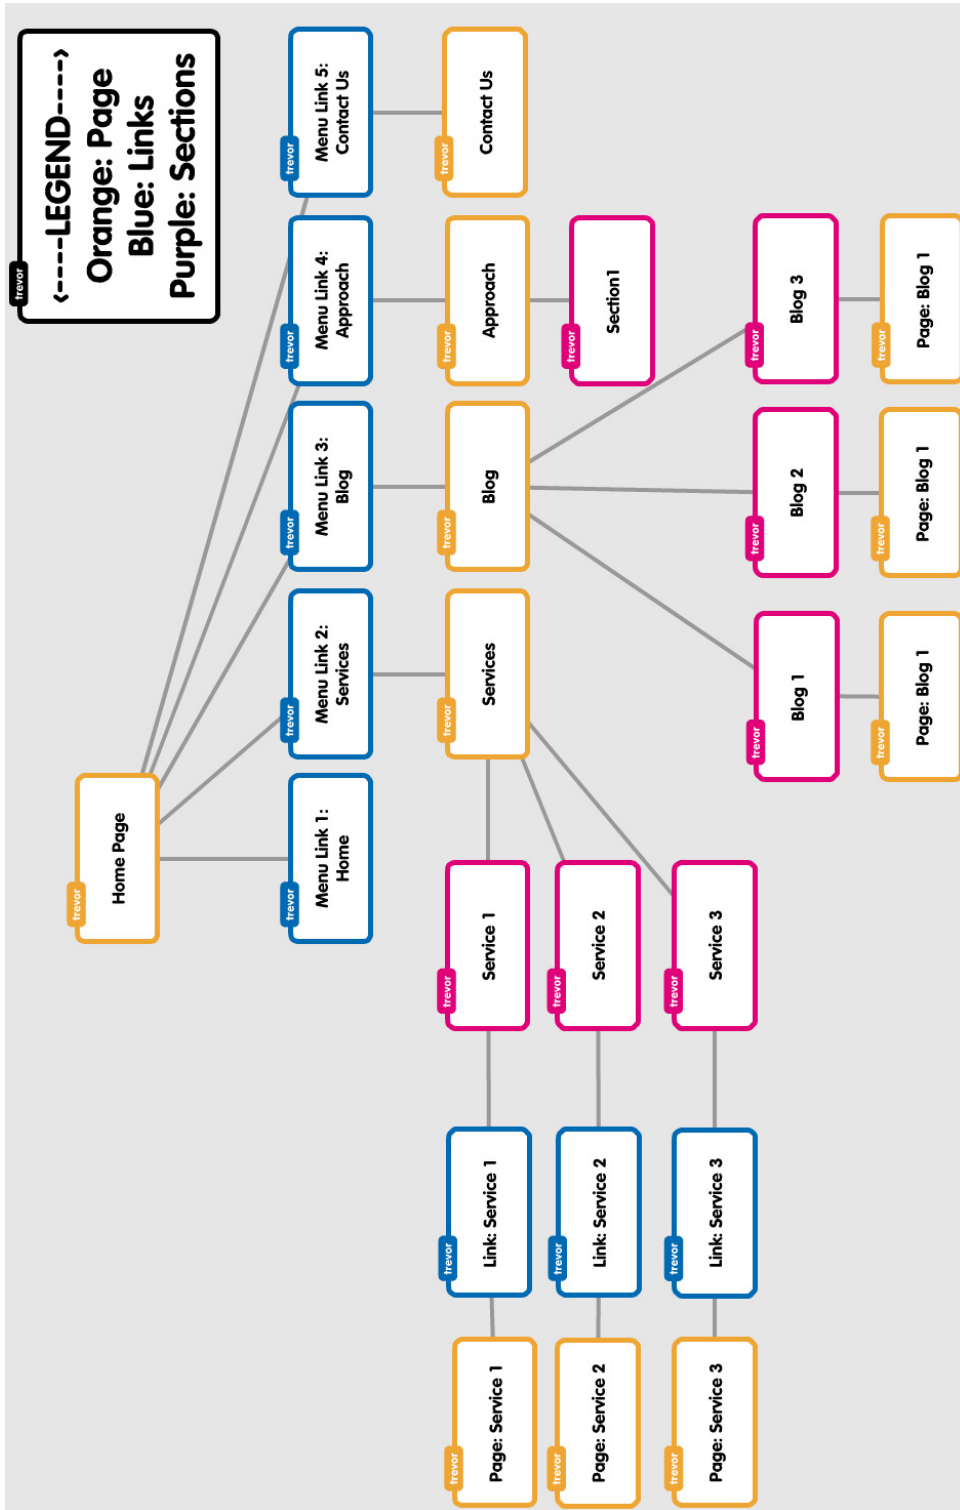 trevor
<----LEGEND---->
Orange: Page
Blue: Links
Purple: Sections
trevor
Home Page
trevor
Menu Link 1:
Home
trevor
Menu Link 2:
Services
trevor
Menu Link 3:
Blog
trevor
Menu Link 4:
Approach
trevor
Menu Link 5:
Contact Us
trevor
Services
trevor
Blog
trevor
Approach
trevor
Contact Us
trevor
Section1
trevor
Service 1
trevor
Service 2
trevor
Service 3
trevor
Link: Service 1
trevor
Link: Service 2
trevor
Link: Service 3
trevor
Page: Service 1
trevor
Page: Service 2
trevor
Page: Service 3
trevor
Blog 1
trevor
Blog 2
trevor
Blog 3
trevor
Page: Blog 1
trevor
Page: Blog 1
trevor
Page: Blog 1